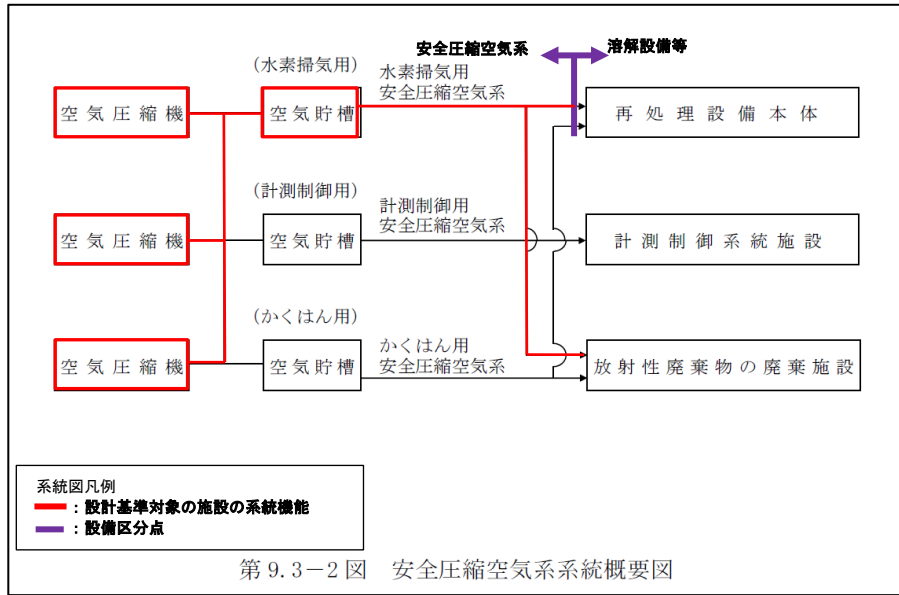 安全圧縮空気系
溶解設備等
(水素掃気用)
水素掃気用
安全圧縮空気系
空気圧縮機
空気貯槽
再処理設備本体
(計測制御用)
計測制御用
安全圧縮空気系
空気圧縮機
空気貯槽
計測制御系統施設
(かくはん用)
かくはん用
安全圧縮空気系
空気圧縮機
空気貯槽
放射性廃棄物の廃棄施設
系統図凡例
：設計基準対象の施設の系統機能
：設備区分点
第9.3－2図　安全圧縮空気系系統概要図